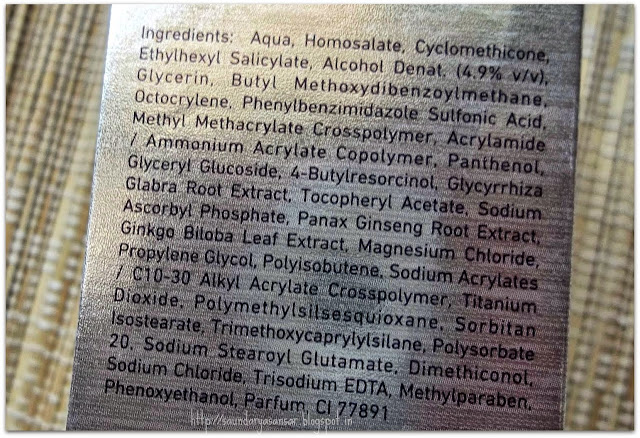 Ingredients: Aqua, Homosalate, Cyclomethicone,
Ethylhexyl Salicylate, Alcohol Denat. (4.9% v/v),
Glycerin, Butyl Methoxydibenzoylmethane,
Octocrylene, Phenylbenzimidazole Sulfonic Acid,
Methyl Methacrylate Crosspolymer, Acrylamide
/ Ammonium Acrylate Copolymer, Panthenol,
Glyceryl Glucoside, 4-Butylresorcinol, Glycyrrhiza
Glabra Root Extract, Tocopheryl Acetate, Sodium
Ascorbyl Phosphate, Panax Ginseng Root Extract,
Ginkgo Biloba Leaf Extract, Magnesium Chloride,
Propylene Glycol, Polyisobutene, Sodium Acrylates
/ C10-30 Alkyl Acrylate Crosspolymer, Titanium
Dioxide, Polymethylsilsesquioxane, Sorbitan
Isostearate, Trimethoxycaprylylsilane, Polysorbate
20, Sodium Stearoyl Glutamate, Dimethiconol,
Sodium Chloride, Trisodium EDTA, Methylparaben,
Phenoxyethanol, Parfum, CI 77891
http://saundaryasansar.blogspot.in